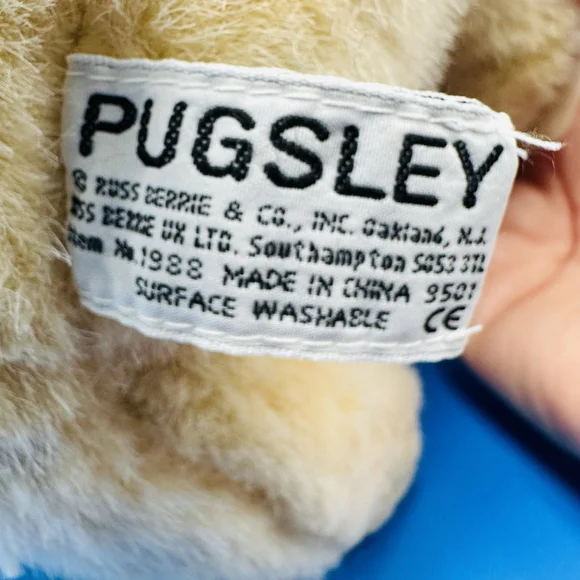 PUGSLEY
© RUSS BERRIE & CO., INC. Oakland, N.J.
RUSS BERRIE UK LTD. Southampton SO53 3TL
Item No. 1988 MADE IN CHINA 9501
SURFACE WASHABLE CE